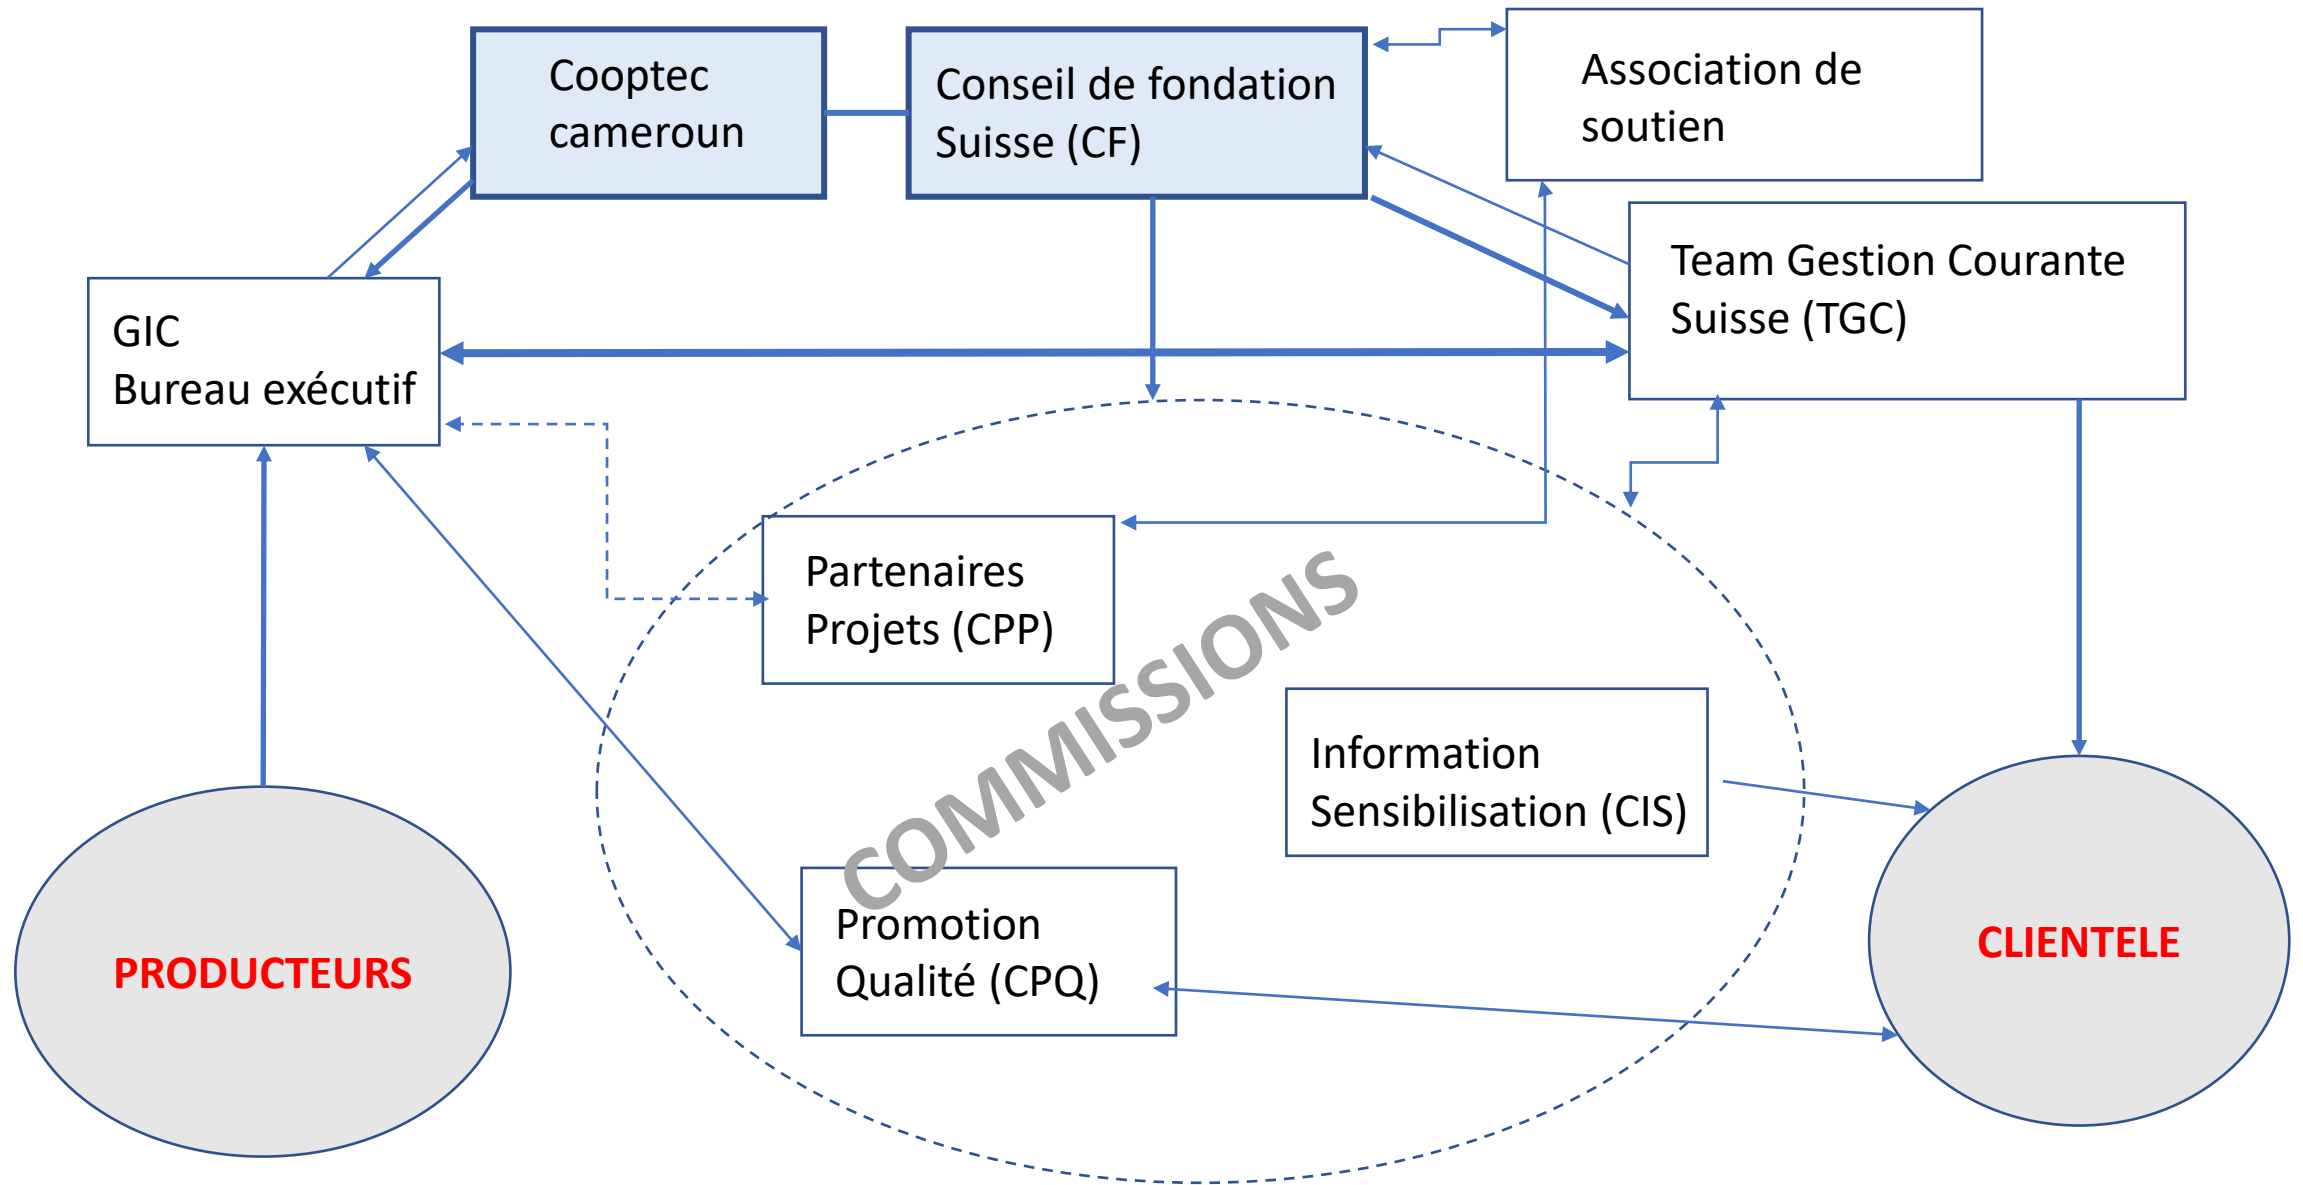 Cooptec
cameroun
Conseil de fondation
Suisse (CF)
Association de
soutien
Team Gestion Courante
Suisse (TGC)
GIC
Bureau exécutif
Partenaires
Projets (CPP)
COMMISSIONS
Information
Sensibilisation (CIS)
Promotion
Qualité (CPQ)
PRODUCTEURS
CLIENTELE